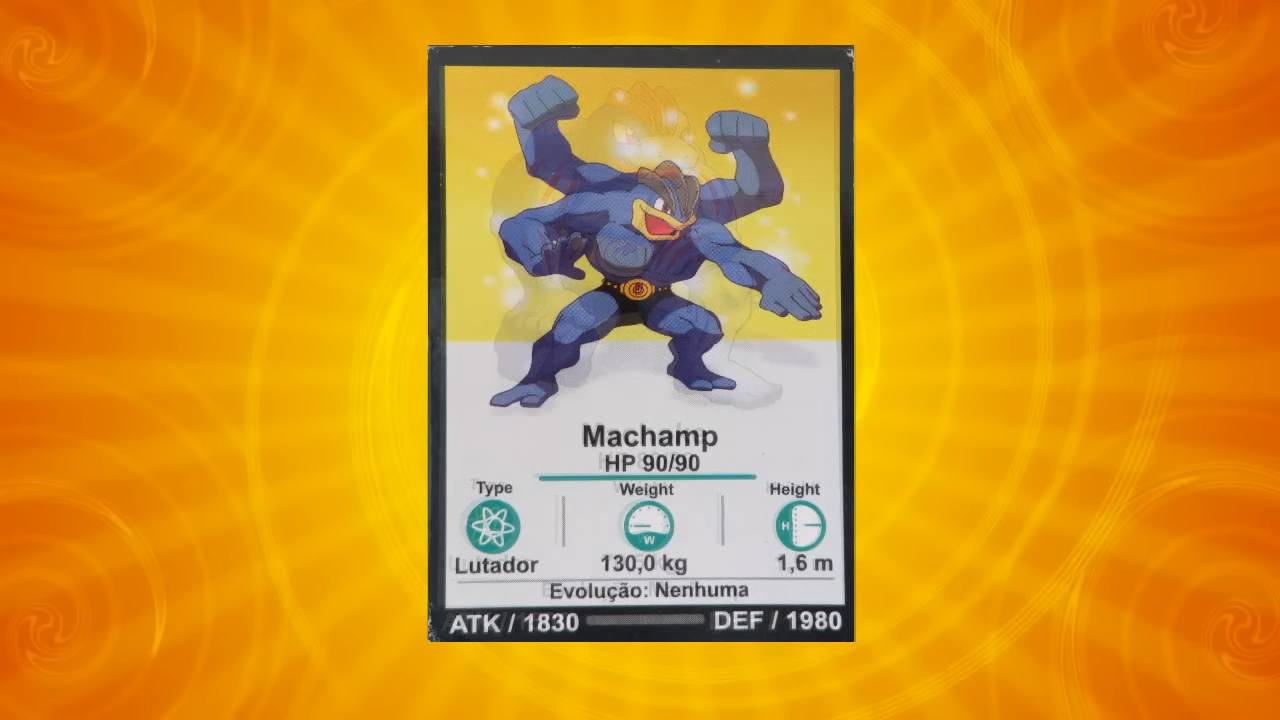 Machamp
HP 90/90
Type Weight Height
H
W
Lutador 130,0 kg 1,6 m
Evolução: Nenhuma
ATK / 1830 DEF / 1980